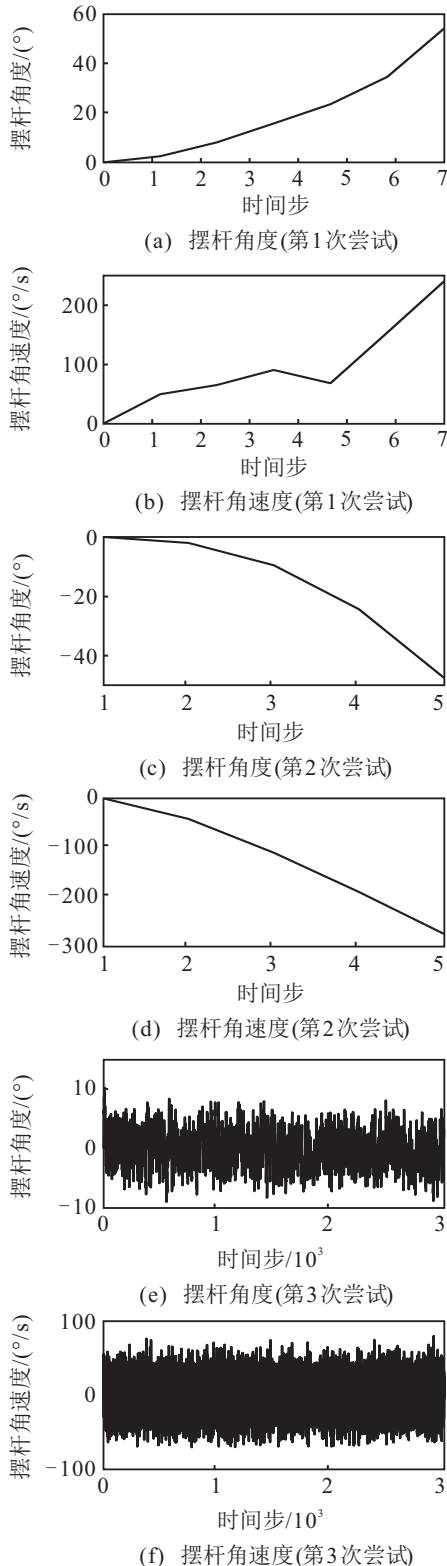 60
40
20
0
摆杆角度/(°)
0 1 2 3 4 5 6 7
时间步
(a) 摆杆角度(第1次尝试)
200
100
0
摆杆角速度/(°/s)
0 1 2 3 4 5 6 7
时间步
(b) 摆杆角速度(第1次尝试)
0
−20
−40
摆杆角度/(°)
1 2 3 4 5
时间步
(c) 摆杆角度(第2次尝试)
0
−100
−200
−300
摆杆角速度/(°/s)
1 2 3 4 5
时间步
(d) 摆杆角速度(第2次尝试)
10
0
−10
摆杆角度/(°)
0 1 2 3
时间步/10³
(e) 摆杆角度(第3次尝试)
100
0
−100
摆杆角速度/(°/s)
0 1 2 3
时间步/10³
(f) 摆杆角速度(第3次尝试)